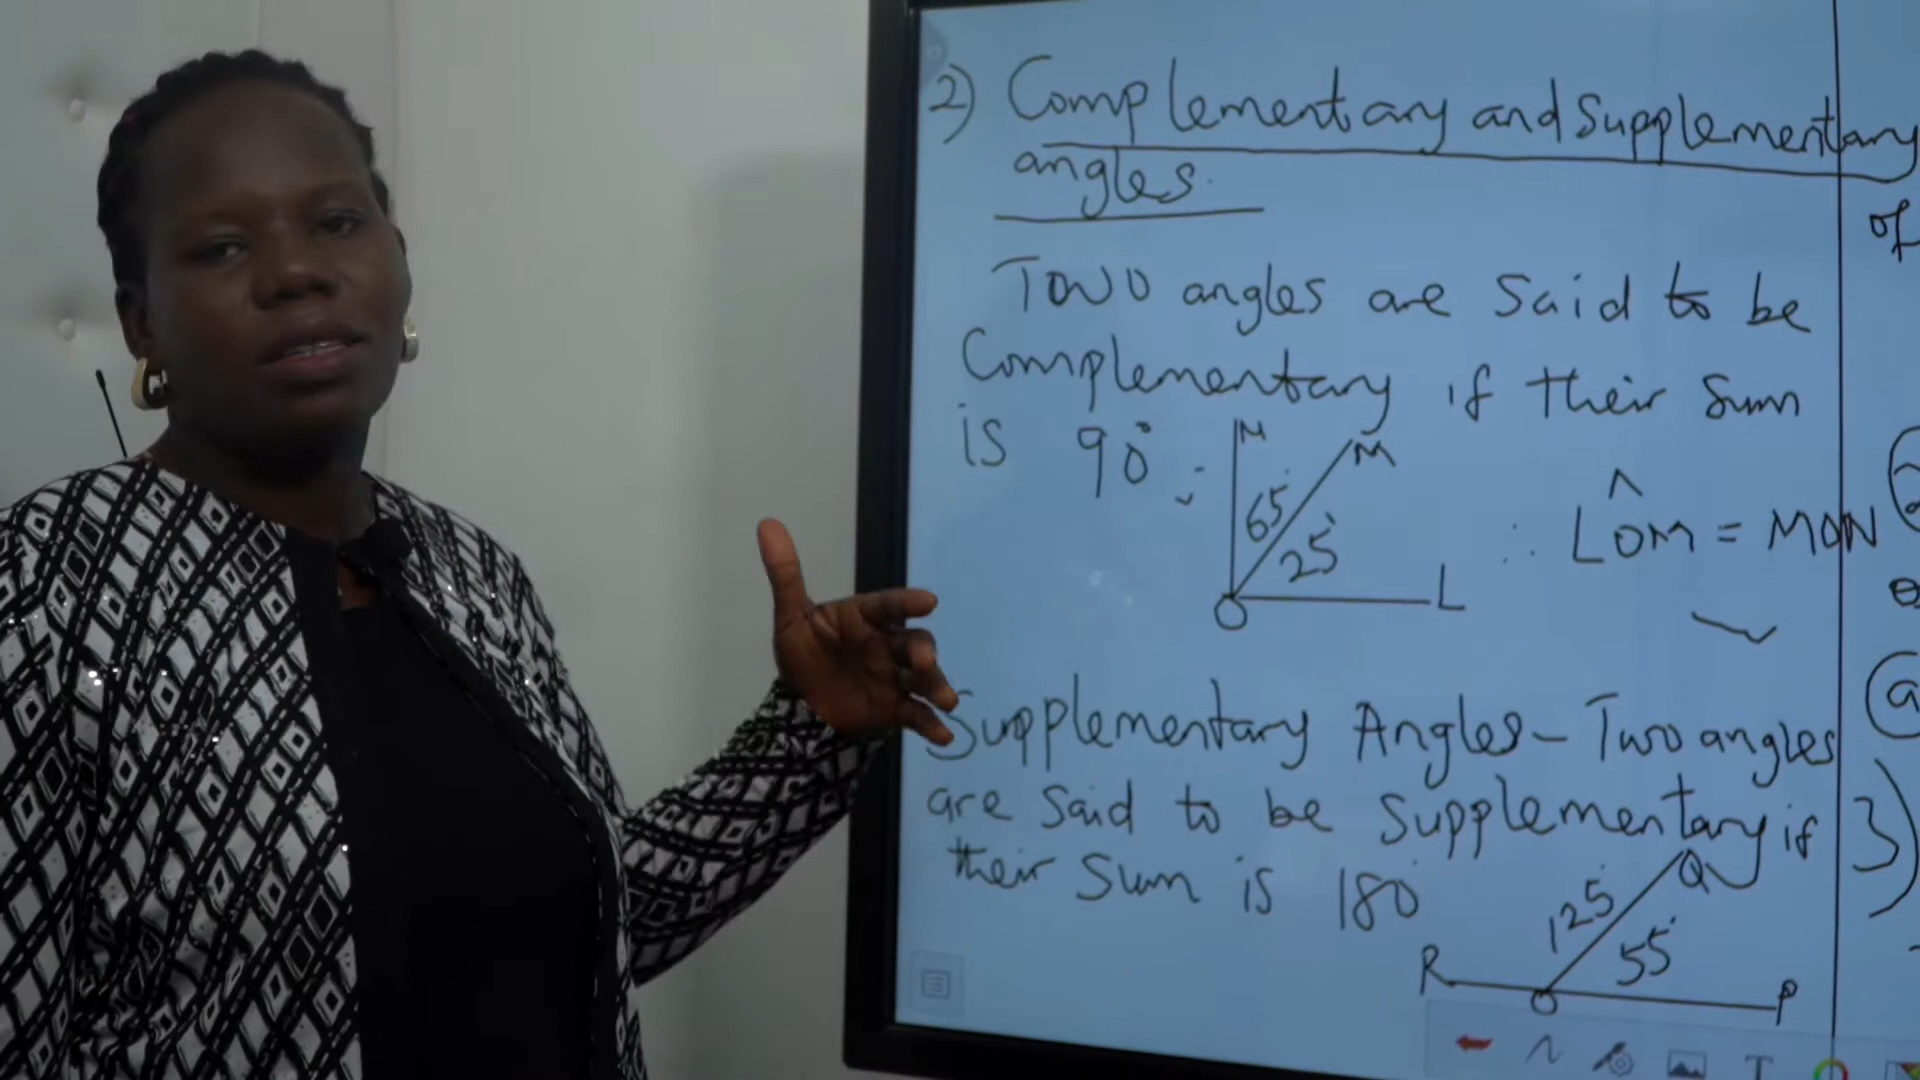 2) Complementary and Supplementary
angles.
Two angles are said to be
Complementary if their sum
is 90°:
N
M
65°
25°
O
L
∴ LÔM = MON
of
Supplementary Angles - Two angles
are said to be supplementary if
their sum is 180°
Q
125°
55°
R
O
P
(a
3)
T